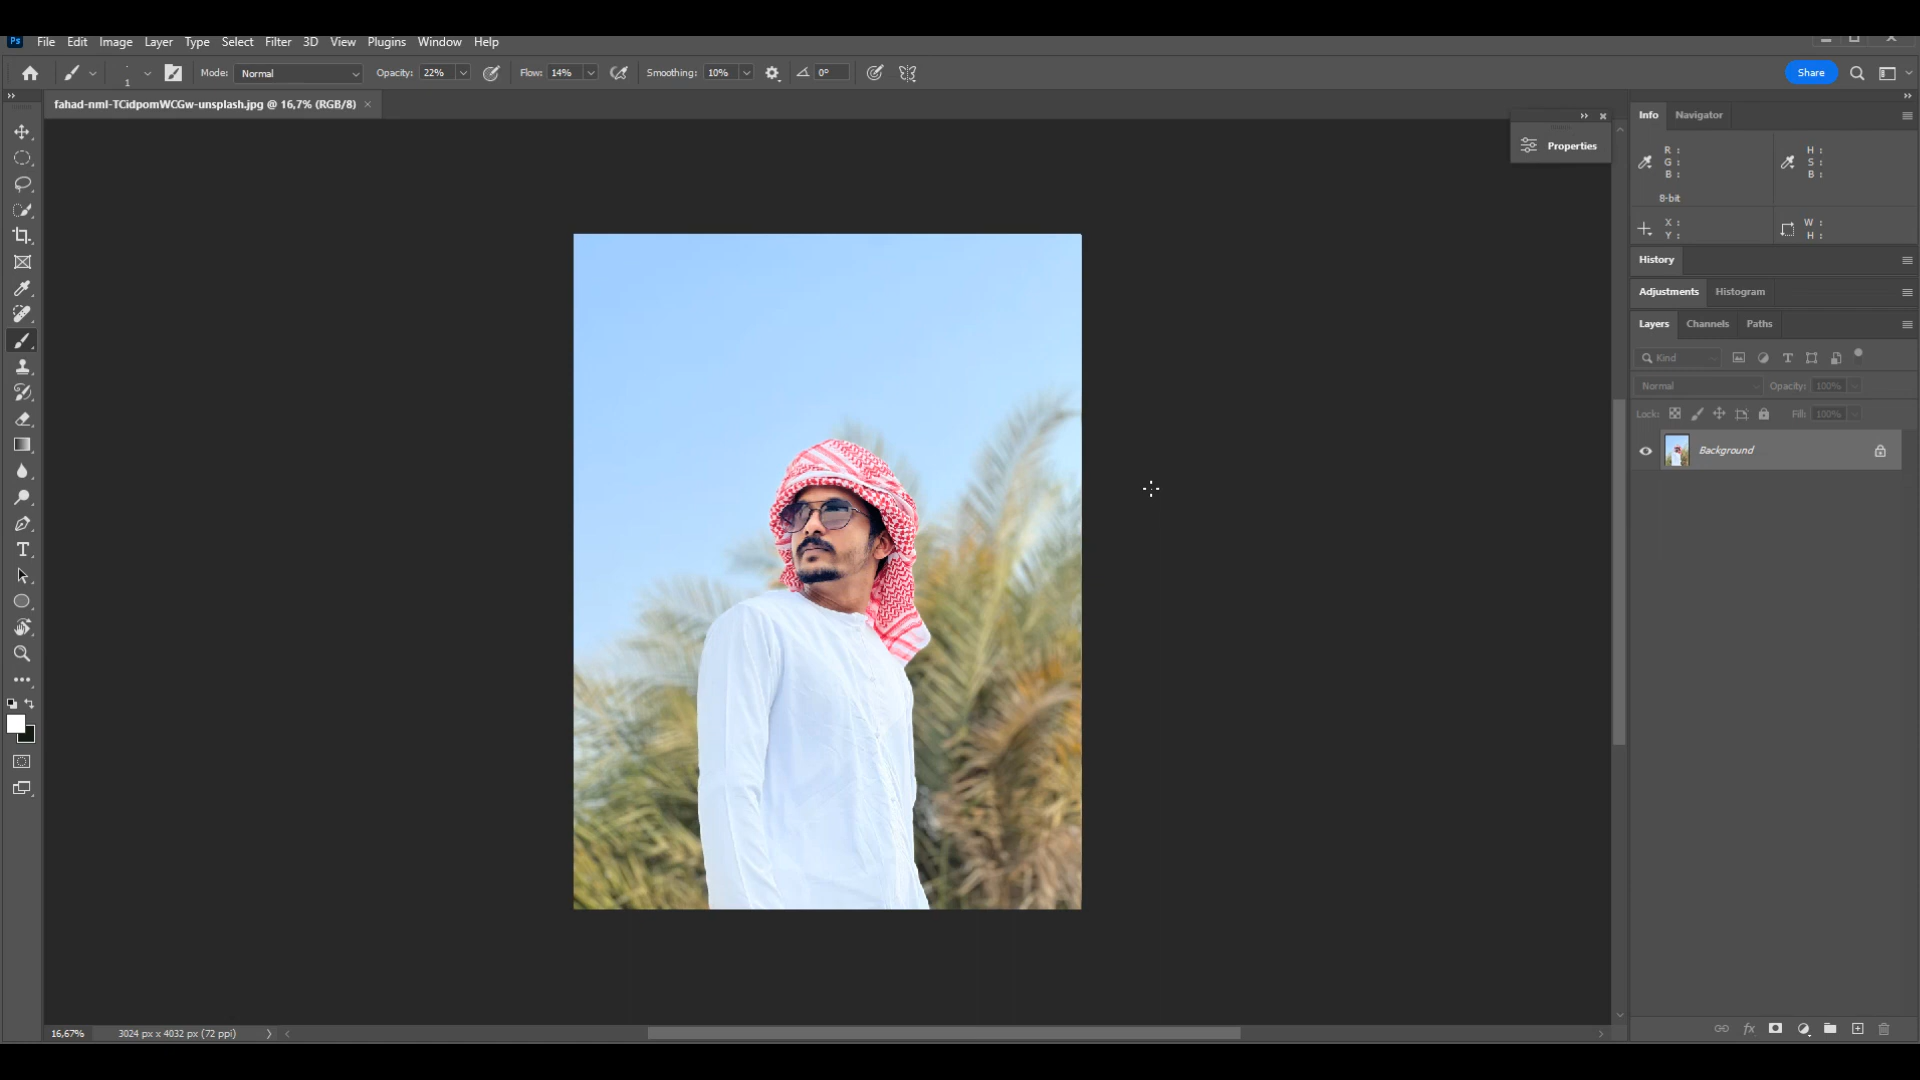 Ps File Edit Image Layer Type Select Filter 3D View Plugins Window Help
1 Mode: Normal Opacity: 22% Flow: 14% Smoothing: 10% 0° Share
fahad-nml-TCidpomWCGw-unsplash.jpg @ 16,7% (RGB/8)
Info Navigator
Properties
R : H :
G : S :
B : B :
8-bit
X : W :
Y : H :
History
Adjustments Histogram
Layers Channels Paths
Kind
Normal Opacity: 100%
Lock: Fill: 100%
Background
T
fx
16,67% 3024 px x 4032 px (72 ppi)